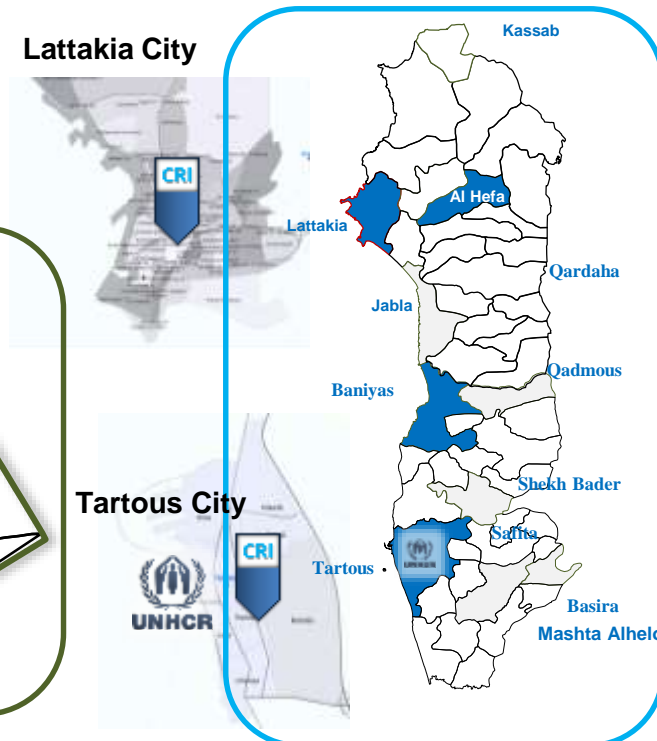 Lattakia City
Kassab
CRI
Al Hefa
Lattakia
Qardaha
Jabla
Qadmous
Baniyas
Shekh Bader
Tartous City
Safita
CRI
UNHCR
Tartous
UNHCR
Basira
Mashta Alhelo